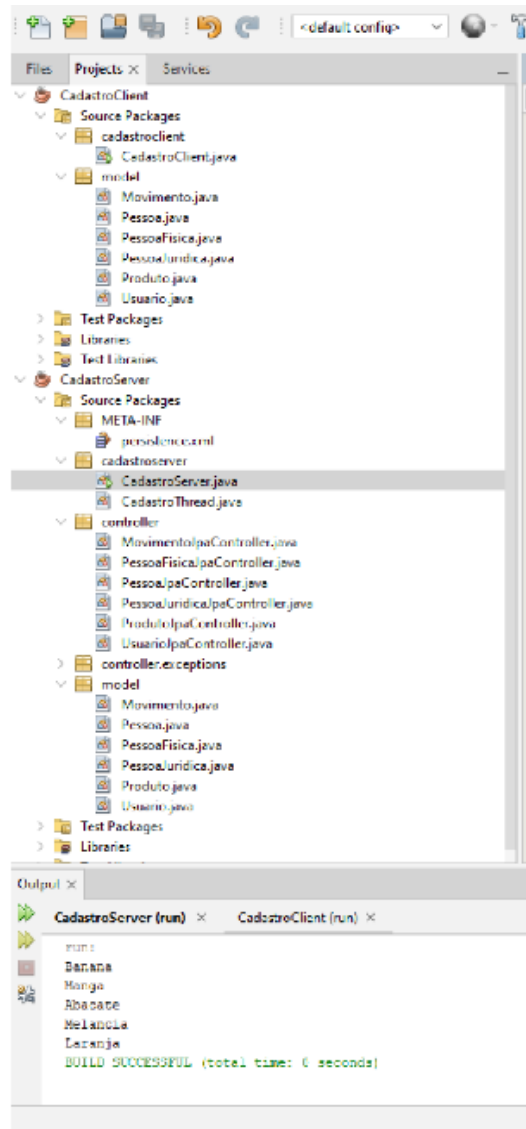 <default config>
Files Projects × Services
CadastroClient
Source Packages
cadastroclient
CadastroClient.java
model
Movimento.java
Pessoa.java
PessoaFisica.java
PessoaJuridica.java
Produto.java
Usuario.java
Test Packages
Libraries
Test Libraries
CadastroServer
Source Packages
META-INF
persistence.xml
cadastroserver
CadastroServer.java
CadastroThread.java
controller
MovimentoJpaController.java
PessoaFisicaJpaController.java
PessoaJpaController.java
PessoaJuridicaJpaController.java
ProdutoJpaController.java
UsuarioJpaController.java
controller.exceptions
model
Movimento.java
Pessoa.java
PessoaFisica.java
PessoaJuridica.java
Produto.java
Usuario.java
Test Packages
Libraries
Output ×
CadastroServer (run) × CadastroClient (run) ×
run:
Banana
Manga
Abacate
Melancia
Laranja
BUILD SUCCESSFUL (total time: seconds)